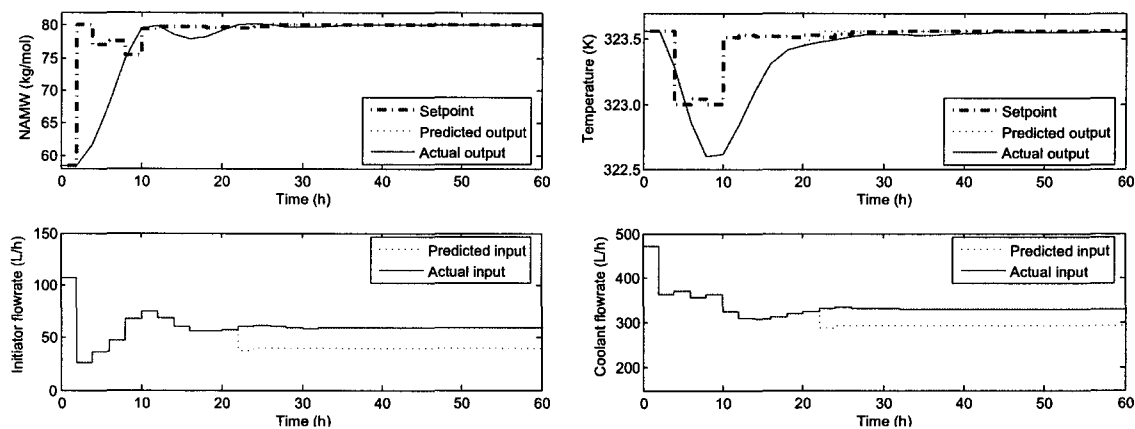 80
70
60
NAMW (kg/mol)
Setpoint
Predicted output
Actual output
0 10 20 30 40 50 60
Time (h)
323.5
323.0
322.5
Temperature (K)
Setpoint
Predicted output
Actual output
0 10 20 30 40 50 60
Time (h)
150
100
50
0
Initiator flowrate (L/h)
Predicted input
Actual input
0 10 20 30 40 50 60
Time (h)
500
400
300
200
Coolant flowrate (L/h)
Predicted input
Actual input
0 10 20 30 40 50 60
Time (h)